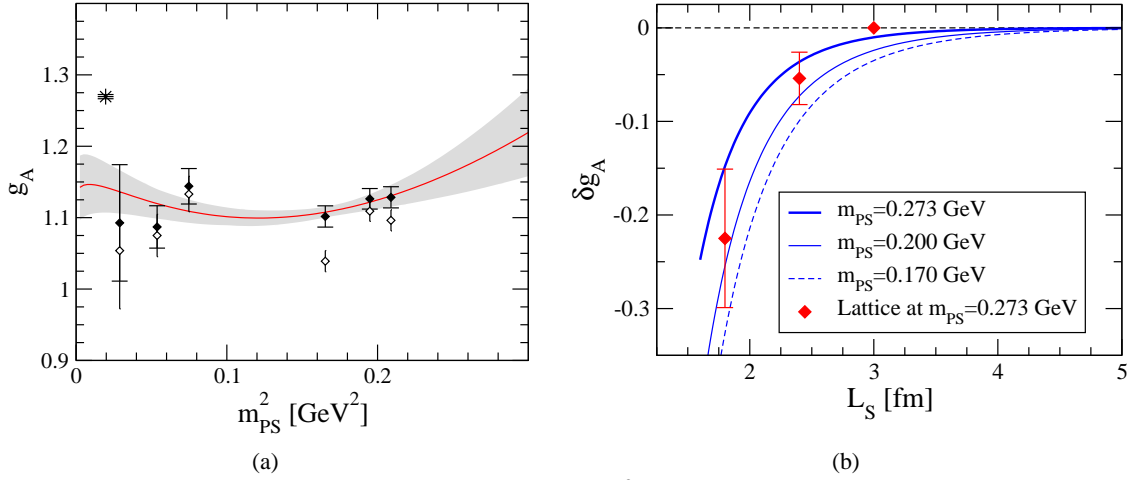 1.3
1.2
1.1
1
0.9
g_A
0
0.1
0.2
m_PS^2 [GeV^2]
(a)
0
-0.1
-0.2
-0.3
δg_A
m_PS=0.273 GeV
m_PS=0.200 GeV
m_PS=0.170 GeV
Lattice at m_PS=0.273 GeV
2
3
4
5
L_S [fm]
(b)